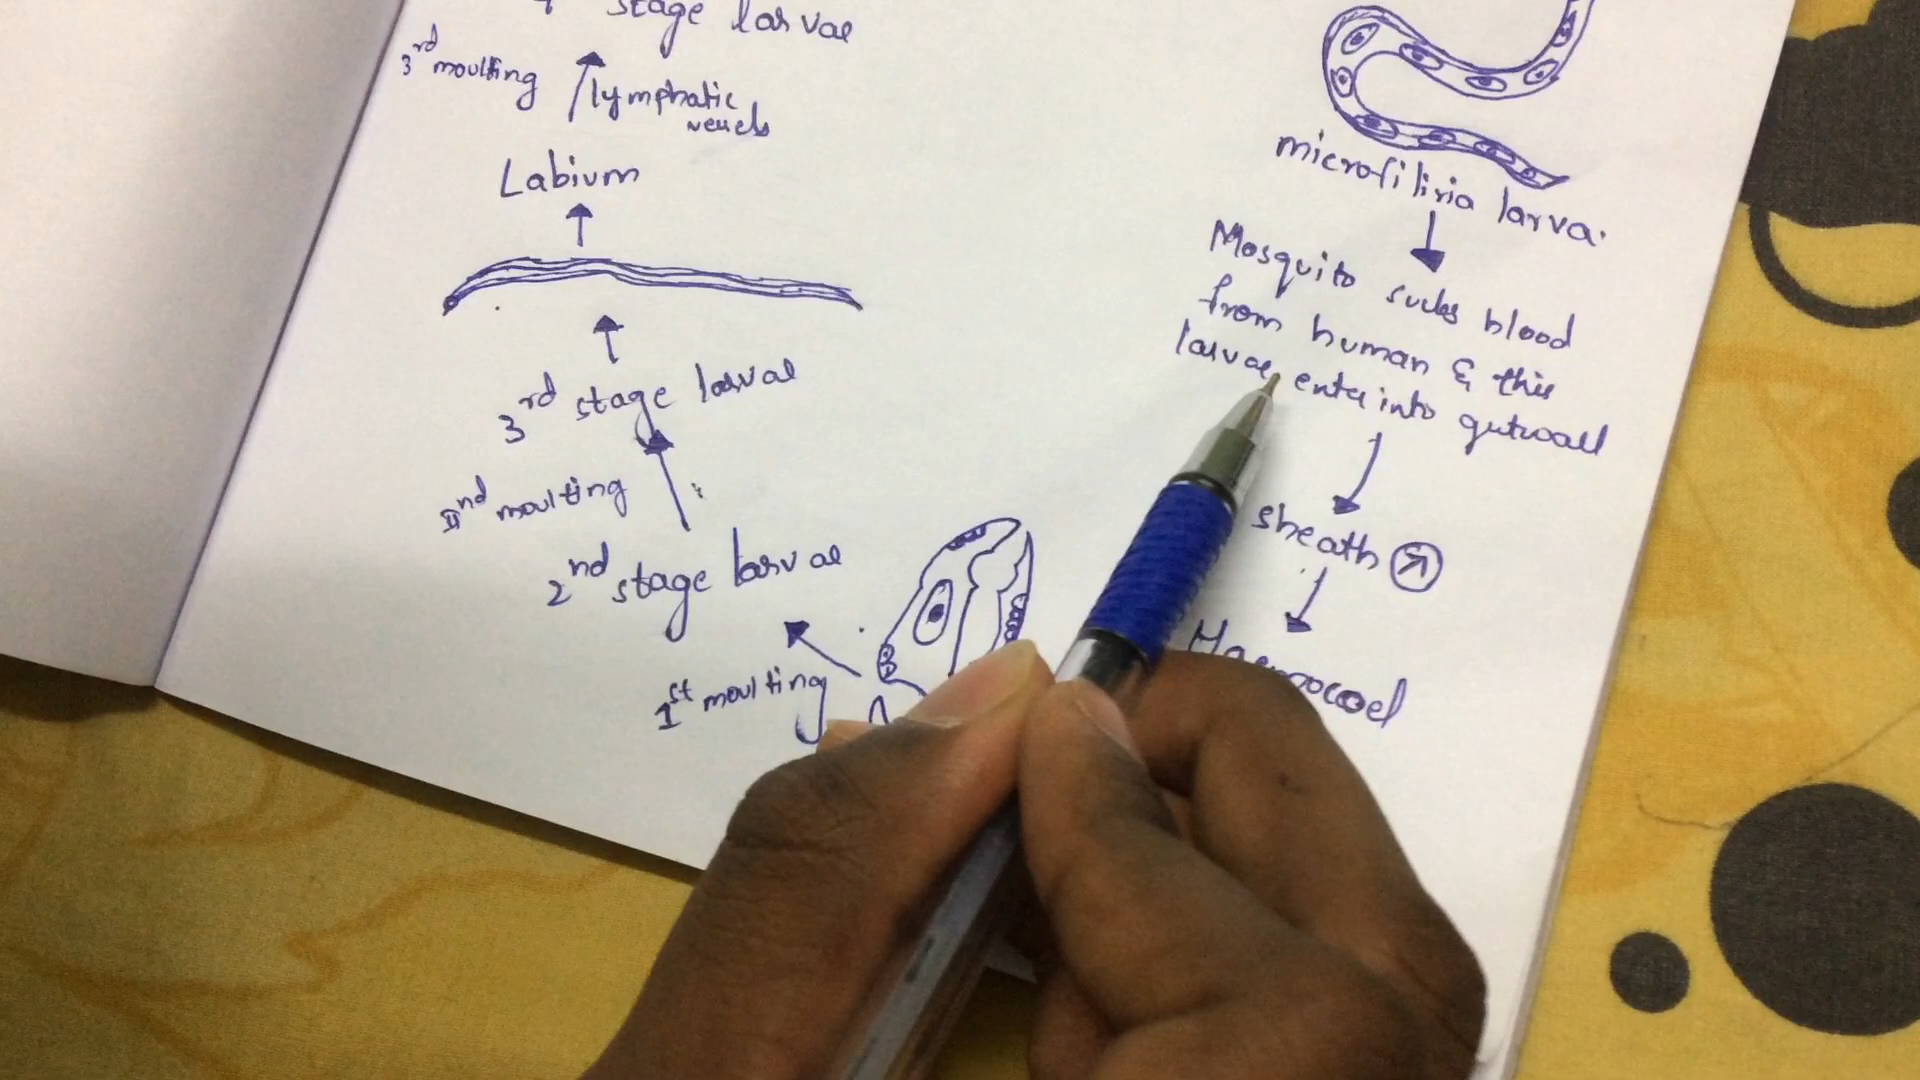 stage larvae
3rd moulting
lymphatic
vessels
Labium
3rd stage larvae
IInd moulting
2nd stage larvae
1st moulting
microfiliria larva.
Mosquito sucks blood
from human & this
larvae enter into gutwall
sheath
Haemocoel